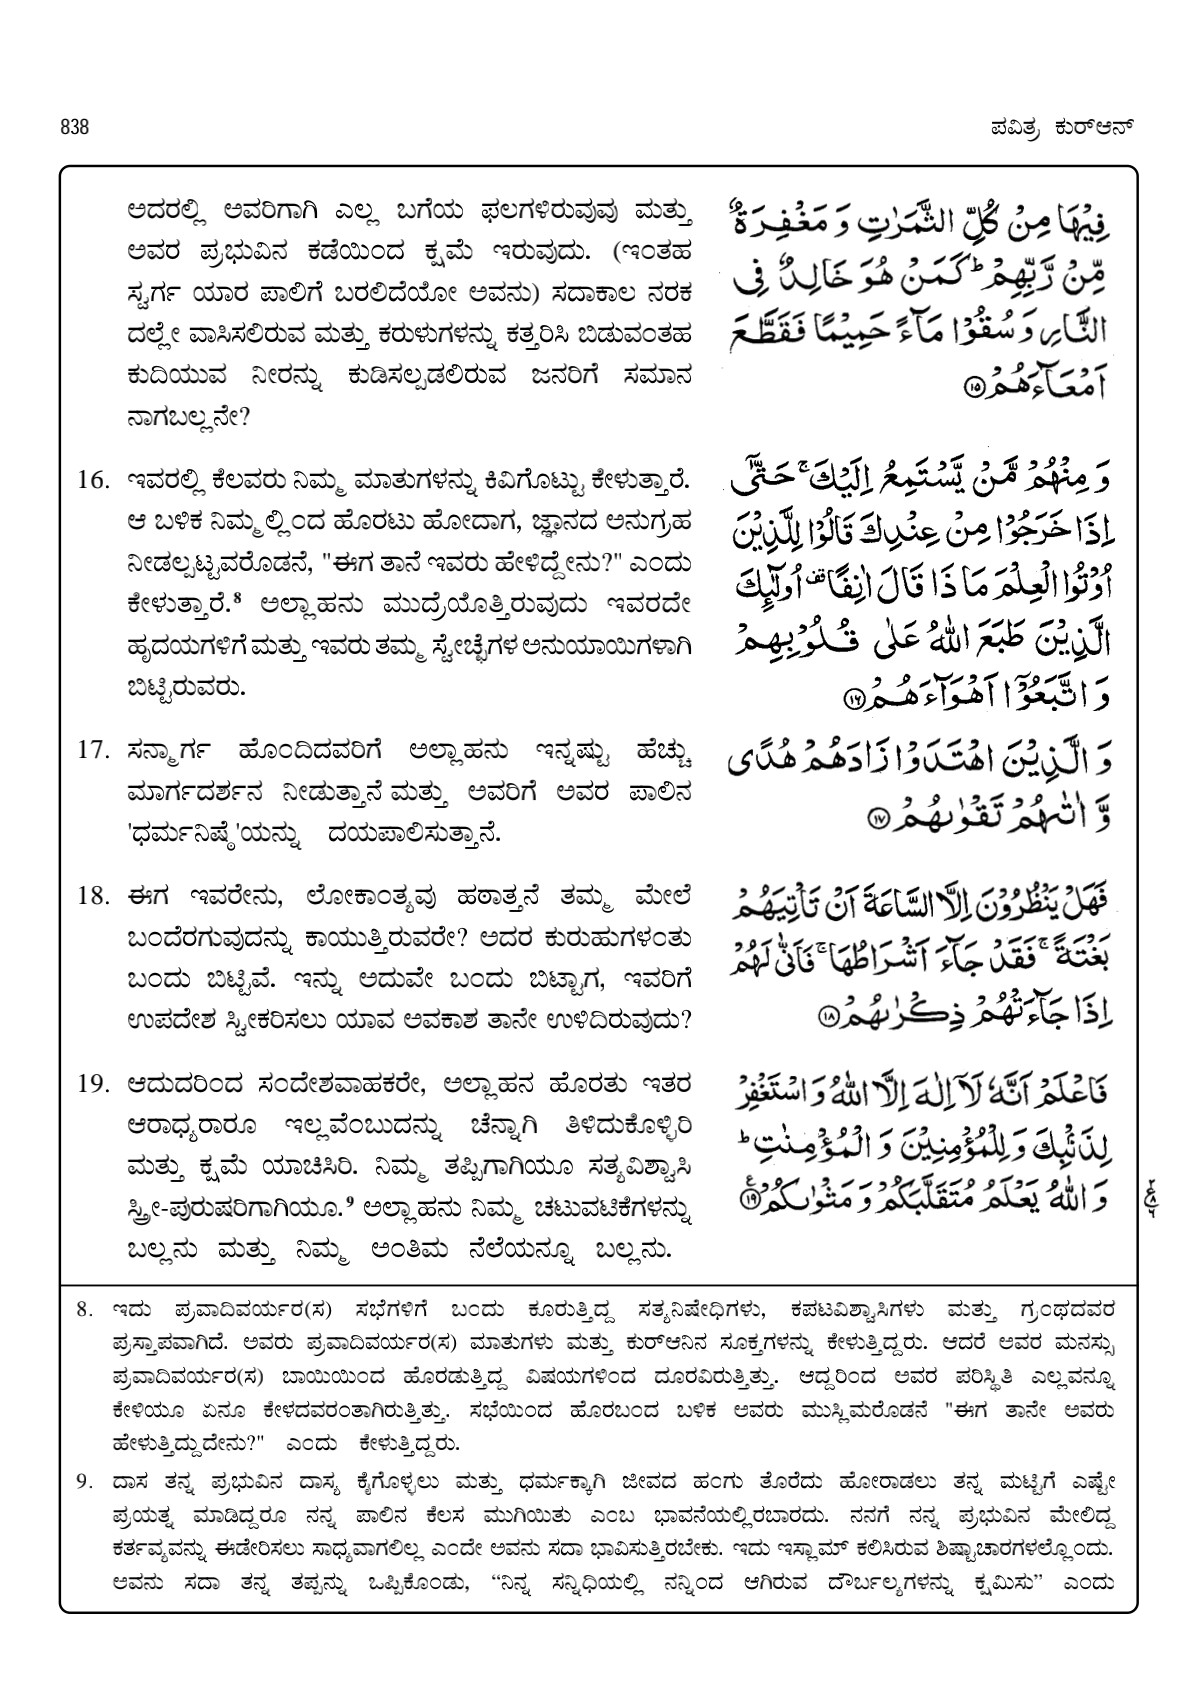 838
ಪವಿತ್ರ ಕುರ್‌ಆನ್
ಅದರಲ್ಲಿ ಅವರಿಗಾಗಿ ಎಲ್ಲ ಬಗೆಯ ಫಲಗಳಿರುವುವು ಮತ್ತು
ಅವರ ಪ್ರಭುವಿನ ಕಡೆಯಿಂದ ಕ್ಷಮೆ ಇರುವುದು. (ಇಂತಹ
ಸ್ವರ್ಗ ಯಾರ ಪಾಲಿಗೆ ಬರಲಿದೆಯೋ ಅವನು) ಸದಾಕಾಲ ನರಕ
ದಲ್ಲೇ ವಾಸಿಸಲಿರುವ ಮತ್ತು ಕರುಳುಗಳನ್ನು ಕತ್ತರಿಸಿ ಬಿಡುವಂತಹ
ಕುದಿಯುವ ನೀರನ್ನು ಕುಡಿಸಲ್ಪಡಲಿರುವ ಜನರಿಗೆ ಸಮಾನ
ನಾಗಬಲ್ಲನೇ?
فِيْهَا مِنْ كُلِّ الثَّمَرٰتِ وَ مَغْفِرَةٌ
مِّنْ رَّبِّهِمْ ؕ كَمَنْ هُوَ خَالِدٌ فِى
النَّارِ وَ سُقُوْا مَآءً حَمِيْمًا فَقَطَّعَ
اَمْعَآءَهُمْ ۝۱۵
16. ಇವರಲ್ಲಿ ಕೆಲವರು ನಿಮ್ಮ ಮಾತುಗಳನ್ನು ಕಿವಿಗೊಟ್ಟು ಕೇಳುತ್ತಾರೆ.
ಆ ಬಳಿಕ ನಿಮ್ಮಲ್ಲಿಂದ ಹೊರಟು ಹೋದಾಗ, ಜ್ಞಾನದ ಅನುಗ್ರಹ
ನೀಡಲ್ಪಟ್ಟವರೊಡನೆ, "ಈಗ ತಾನೆ ಇವರು ಹೇಳಿದ್ದೇನು?" ಎಂದು
ಕೇಳುತ್ತಾರೆ.⁸ ಅಲ್ಲಾಹನು ಮುದ್ರೆಯೊತ್ತಿರುವುದು ಇವರದೇ
ಹೃದಯಗಳಿಗೆ ಮತ್ತು ಇವರು ತಮ್ಮ ಸ್ವೇಚ್ಛೆಗಳ ಅನುಯಾಯಿಗಳಾಗಿ
ಬಿಟ್ಟಿರುವರು.
وَ مِنْهُمْ مَّنْ يَّسْتَمِعُ اِلَيْكَ ۚ حَتّٰٓى
اِذَا خَرَجُوْا مِنْ عِنْدِكَ قَالُوْا لِلَّذِيْنَ
اُوْتُوا الْعِلْمَ مَا ذَا قَالَ اٰنِفًا ۫ اُولٰٓئِكَ
الَّذِيْنَ طَبَعَ اللّٰهُ عَلٰى قُلُوْبِهِمْ
وَ اتَّبَعُوْۤا اَهْوَآءَهُمْ ۝۱۶
17. ಸನ್ಮಾರ್ಗ ಹೊಂದಿದವರಿಗೆ ಅಲ್ಲಾಹನು ಇನ್ನಷ್ಟು ಹೆಚ್ಚು
ಮಾರ್ಗದರ್ಶನ ನೀಡುತ್ತಾನೆ ಮತ್ತು ಅವರಿಗೆ ಅವರ ಪಾಲಿನ
'ಧರ್ಮನಿಷ್ಠೆ'ಯನ್ನು ದಯಪಾಲಿಸುತ್ತಾನೆ.
وَ الَّذِيْنَ اهْتَدَوْا زَادَهُمْ هُدًى
وَّ اٰتٰىهُمْ تَقْوٰىهُمْ ۝۱۷
18. ಈಗ ಇವರೇನು, ಲೋಕಾಂತ್ಯವು ಹಠಾತ್ತನೆ ತಮ್ಮ ಮೇಲೆ
ಬಂದೆರಗುವುದನ್ನು ಕಾಯುತ್ತಿರುವರೇ? ಅದರ ಕುರುಹುಗಳಂತು
ಬಂದು ಬಿಟ್ಟಿವೆ. ಇನ್ನು ಅದುವೇ ಬಂದು ಬಿಟ್ಟಾಗ, ಇವರಿಗೆ
ಉಪದೇಶ ಸ್ವೀಕರಿಸಲು ಯಾವ ಅವಕಾಶ ತಾನೇ ಉಳಿದಿರುವುದು?
فَهَلْ يَنْظُرُوْنَ اِلَّا السَّاعَةَ اَنْ تَاْتِيَهُمْ
بَغْتَةً ۚ فَقَدْ جَآءَ اَشْرَاطُهَا ۚ فَاَنّٰى لَهُمْ
اِذَا جَآءَتْهُمْ ذِكْرٰىهُمْ ۝۱۸
19. ಆದುದರಿಂದ ಸಂದೇಶವಾಹಕರೇ, ಅಲ್ಲಾಹನ ಹೊರತು ಇತರ
ಆರಾಧ್ಯರಾರೂ ಇಲ್ಲವೆಂಬುದನ್ನು ಚೆನ್ನಾಗಿ ತಿಳಿದುಕೊಳ್ಳಿರಿ
ಮತ್ತು ಕ್ಷಮೆ ಯಾಚಿಸಿರಿ. ನಿಮ್ಮ ತಪ್ಪಿಗಾಗಿಯೂ ಸತ್ಯವಿಶ್ವಾಸಿ
ಸ್ತ್ರೀ-ಪುರುಷರಿಗಾಗಿಯೂ.⁹ ಅಲ್ಲಾಹನು ನಿಮ್ಮ ಚಟುವಟಿಕೆಗಳನ್ನು
ಬಲ್ಲನು ಮತ್ತು ನಿಮ್ಮ ಅಂತಿಮ ನೆಲೆಯನ್ನೂ ಬಲ್ಲನು.
فَاعْلَمْ اَنَّهٗ لَاۤ اِلٰهَ اِلَّا اللّٰهُ وَ اسْتَغْفِرْ
لِذَنْۢبِكَ وَ لِلْمُؤْمِنِيْنَ وَ الْمُؤْمِنٰتِ ؕ
وَ اللّٰهُ يَعْلَمُ مُتَقَلَّبَكُمْ وَ مَثْوٰىكُمْ ۝۱۹
8. ಇದು ಪ್ರವಾದಿವರ್ಯರ(ಸ) ಸಭೆಗಳಿಗೆ ಬಂದು ಕೂರುತ್ತಿದ್ದ ಸತ್ಯನಿಷೇಧಿಗಳು, ಕಪಟವಿಶ್ವಾಸಿಗಳು ಮತ್ತು ಗ್ರಂಥದವರ
ಪ್ರಸ್ತಾಪವಾಗಿದೆ. ಅವರು ಪ್ರವಾದಿವರ್ಯರ(ಸ) ಮಾತುಗಳು ಮತ್ತು ಕುರ್‌ಆನಿನ ಸೂಕ್ತಗಳನ್ನು ಕೇಳುತ್ತಿದ್ದರು. ಆದರೆ ಅವರ ಮನಸ್ಸು
ಪ್ರವಾದಿವರ್ಯರ(ಸ) ಬಾಯಿಯಿಂದ ಹೊರಡುತ್ತಿದ್ದ ವಿಷಯಗಳಿಂದ ದೂರವಿರುತ್ತಿತ್ತು. ಆದ್ದರಿಂದ ಅವರ ಪರಿಸ್ಥಿತಿ ಎಲ್ಲವನ್ನೂ
ಕೇಳಿಯೂ ಏನೂ ಕೇಳದವರಂತಾಗಿರುತ್ತಿತ್ತು. ಸಭೆಯಿಂದ ಹೊರಬಂದ ಬಳಿಕ ಅವರು ಮುಸ್ಲಿಮರೊಡನೆ "ಈಗ ತಾನೇ ಅವರು
ಹೇಳುತ್ತಿದ್ದುದೇನು?" ಎಂದು ಕೇಳುತ್ತಿದ್ದರು.
9. ದಾಸ ತನ್ನ ಪ್ರಭುವಿನ ದಾಸ್ಯ ಕೈಗೊಳ್ಳಲು ಮತ್ತು ಧರ್ಮಕ್ಕಾಗಿ ಜೀವದ ಹಂಗು ತೊರೆದು ಹೋರಾಡಲು ತನ್ನ ಮಟ್ಟಿಗೆ ಎಷ್ಟೇ
ಪ್ರಯತ್ನ ಮಾಡಿದ್ದರೂ ನನ್ನ ಪಾಲಿನ ಕೆಲಸ ಮುಗಿಯಿತು ಎಂಬ ಭಾವನೆಯಲ್ಲಿರಬಾರದು. ನನಗೆ ನನ್ನ ಪ್ರಭುವಿನ ಮೇಲಿದ್ದ
ಕರ್ತವ್ಯವನ್ನು ಈಡೇರಿಸಲು ಸಾಧ್ಯವಾಗಲಿಲ್ಲ ಎಂದೇ ಅವನು ಸದಾ ಭಾವಿಸುತ್ತಿರಬೇಕು. ಇದು ಇಸ್ಲಾಮ್ ಕಲಿಸಿರುವ ಶಿಷ್ಟಾಚಾರಗಳಲ್ಲೊಂದು.
ಅವನು ಸದಾ ತನ್ನ ತಪ್ಪನ್ನು ಒಪ್ಪಿಕೊಂಡು, “ನಿನ್ನ ಸನ್ನಿಧಿಯಲ್ಲಿ ನನ್ನಿಂದ ಆಗಿರುವ ದೌರ್ಬಲ್ಯಗಳನ್ನು ಕ್ಷಮಿಸು” ಎಂದು